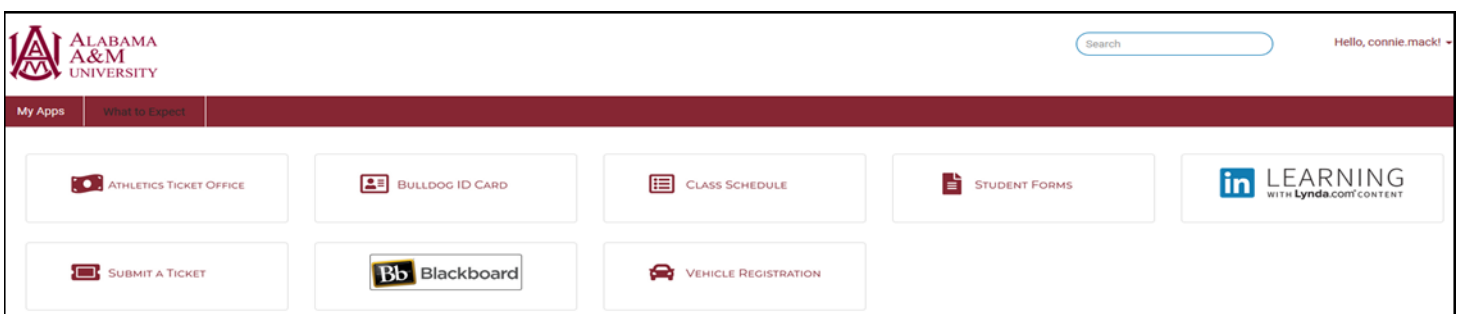 ALABAMA
A&M
UNIVERSITY
Search
Hello, connie.mack!
My Apps
What to Expect
ATHLETICS TICKET OFFICE
BULLDOG ID CARD
CLASS SCHEDULE
STUDENT FORMS
in LEARNING
WITH Lynda.com®CONTENT
SUBMIT A TICKET
Bb Blackboard
VEHICLE REGISTRATION